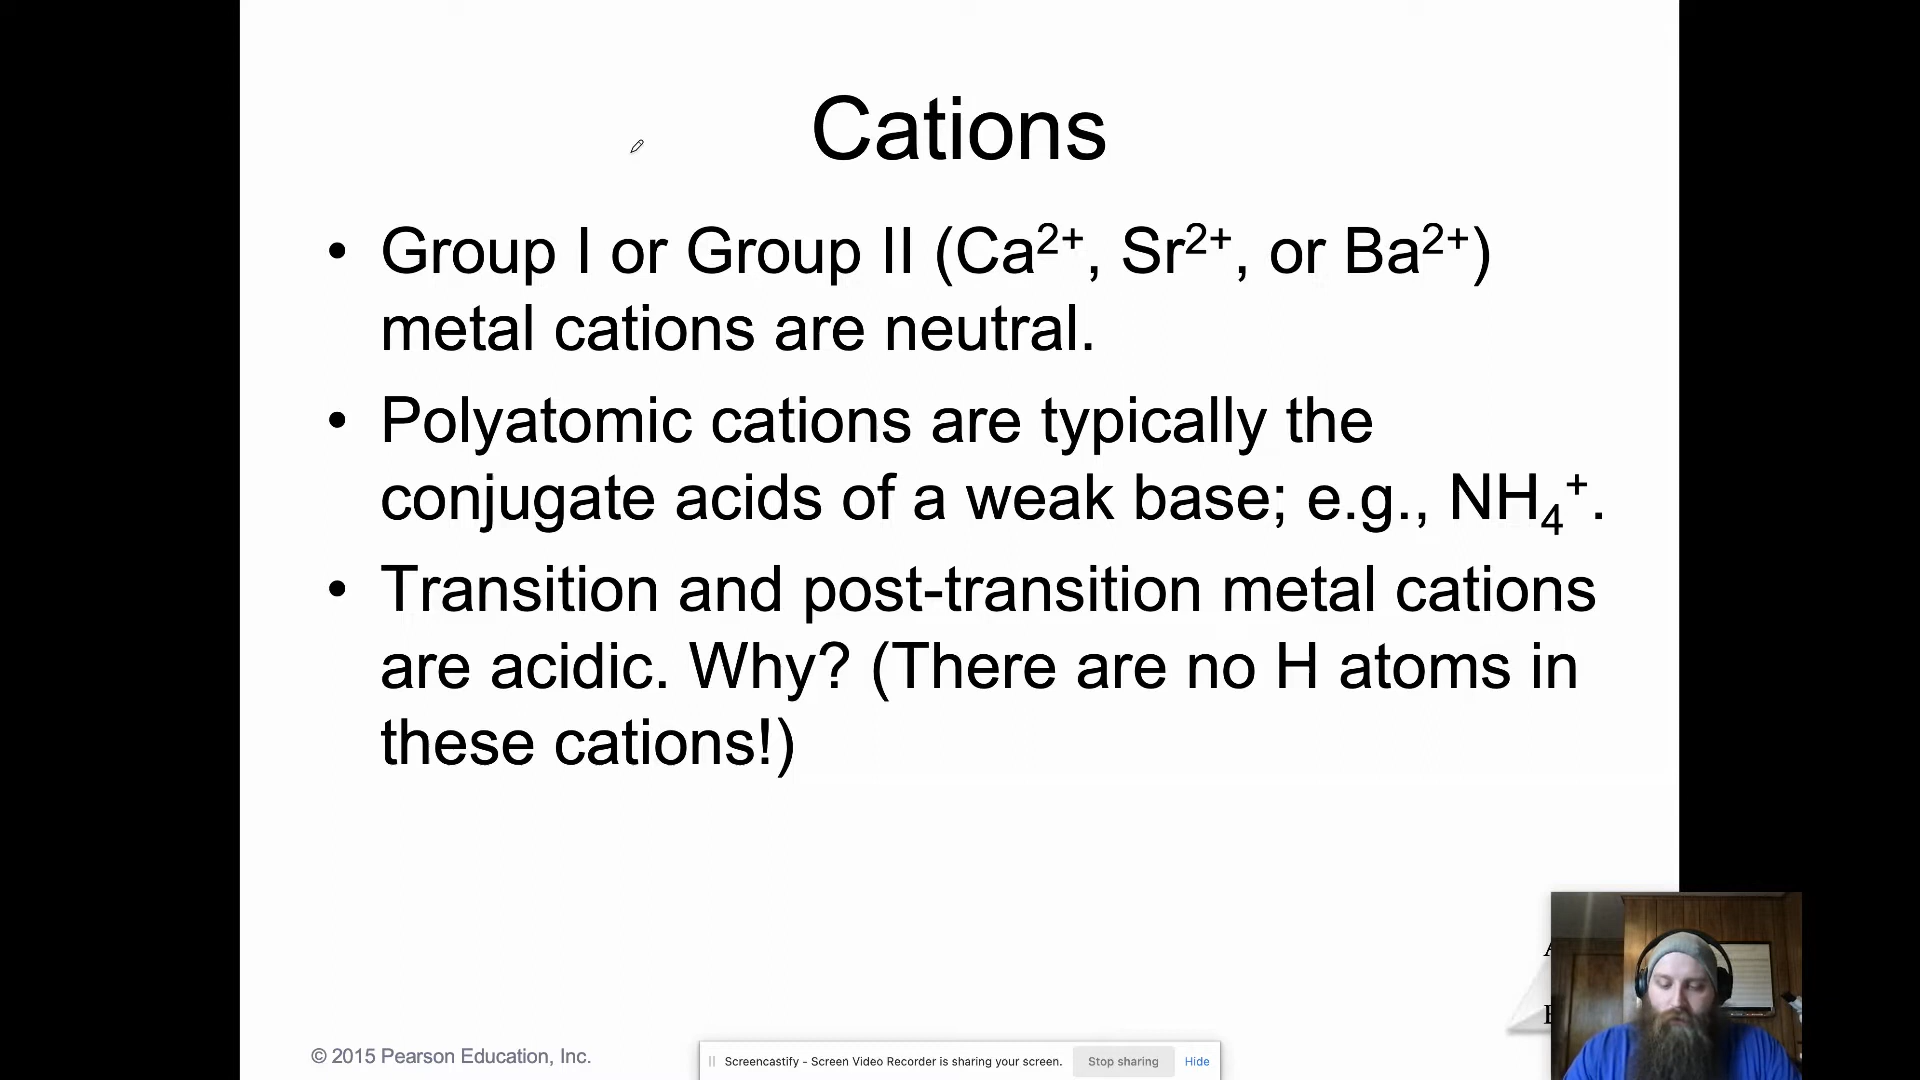 Cations
• Group I or Group II (Ca²⁺, Sr²⁺, or Ba²⁺)
metal cations are neutral.
• Polyatomic cations are typically the
conjugate acids of a weak base; e.g., NH₄⁺.
• Transition and post-transition metal cations
are acidic. Why? (There are no H atoms in
these cations!)
© 2015 Pearson Education, Inc.
Screencastify - Screen Video Recorder is sharing your screen. Stop sharing Hide